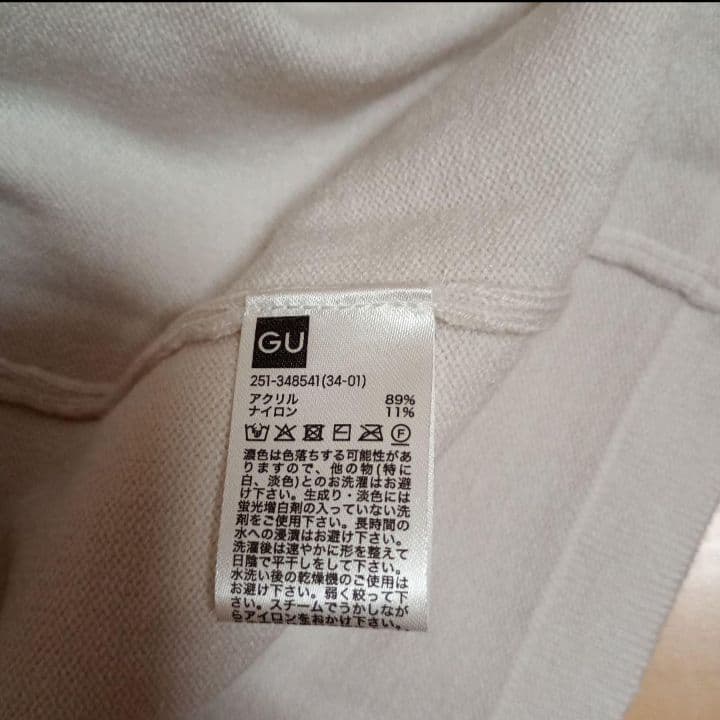 GU
251-348541(34-01)
アクリル 89%
ナイロン 11%
F
濃色は色落ちする可能性があ
りますので、他の物(特に
白、淡色)とのお洗濯はお避
け下さい。生成り・淡色には
蛍光増白剤の入っていない洗
剤をご使用下さい。長時間の
水への浸漬はお避け下さい。
洗濯後は速やかに形を整えて
日陰で平干しをして下さい。
水洗い後の乾燥機のご使用は
お避け下さい。弱く絞って下
さい。スチームでうかしなが
らアイロンをおかけ下さい。